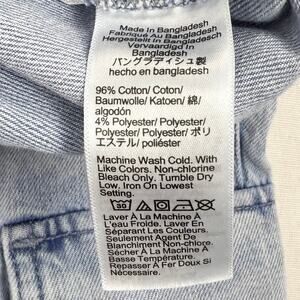 Made In Bangladesh
Fabriqué Au Bangladesh
Hergestellt in Bangladesch
Vervaardigd In
Bangladesh
バングラディシュ製
hecho en bangladesh
96% Cotton/ Coton/
Baumwolle/ Katoen/ 綿/
algodón
4% Polyester/ Polyester/
Polyester/ Polyester/ ポリ
エステル/ poliéster
Machine Wash Cold. With
Like Colors. Non-chlorine
Bleach Only. Tumble Dry
Low. Iron On Lowest
Setting.
Laver À La Machine À
L'eau Froide. Laver En
Séparant Les Couleurs.
Seulement Agent De
Blanchiment Non-chloro.
Sécher À La Machine À
Basse Température.
Repasser À Fer Doux Si
Nécessaire.